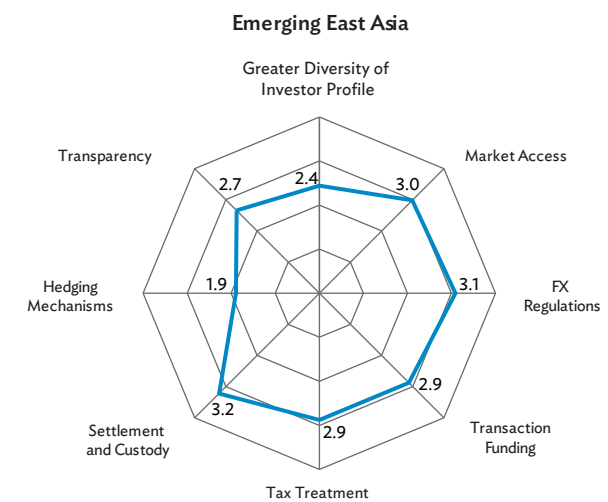 Emerging East Asia
Greater Diversity of
Investor Profile
Transparency
Market Access
2.7
2.4
3.0
Hedging
Mechanisms
1.9
3.1
FX
Regulations
2.9
3.2
2.9
Settlement
and Custody
Transaction
Funding
Tax Treatment